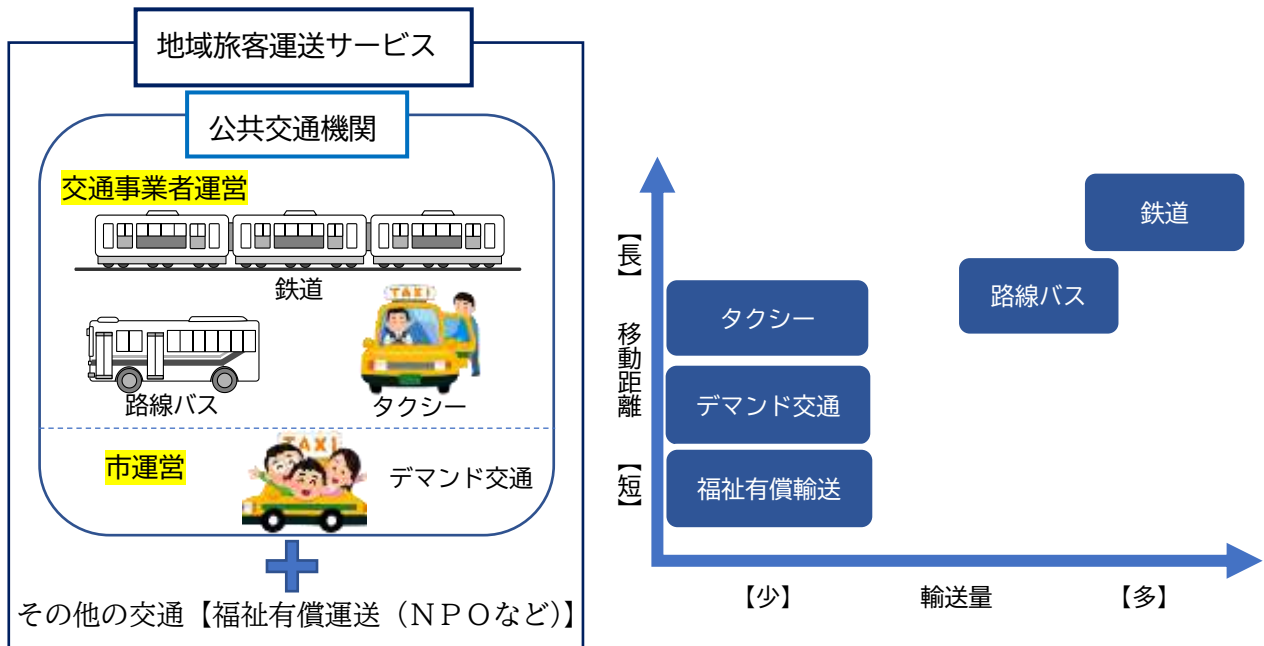 地域旅客運送サービス
公共交通機関
交通事業者運営
鉄道
TAXI
路線バス
タクシー
市運営
TAXI
デマンド交通
その他の交通【福祉有償運送（ＮＰＯなど）】
【長】
移動距離
【短】
鉄道
路線バス
タクシー
デマンド交通
福祉有償輸送
【少】
輸送量
【多】